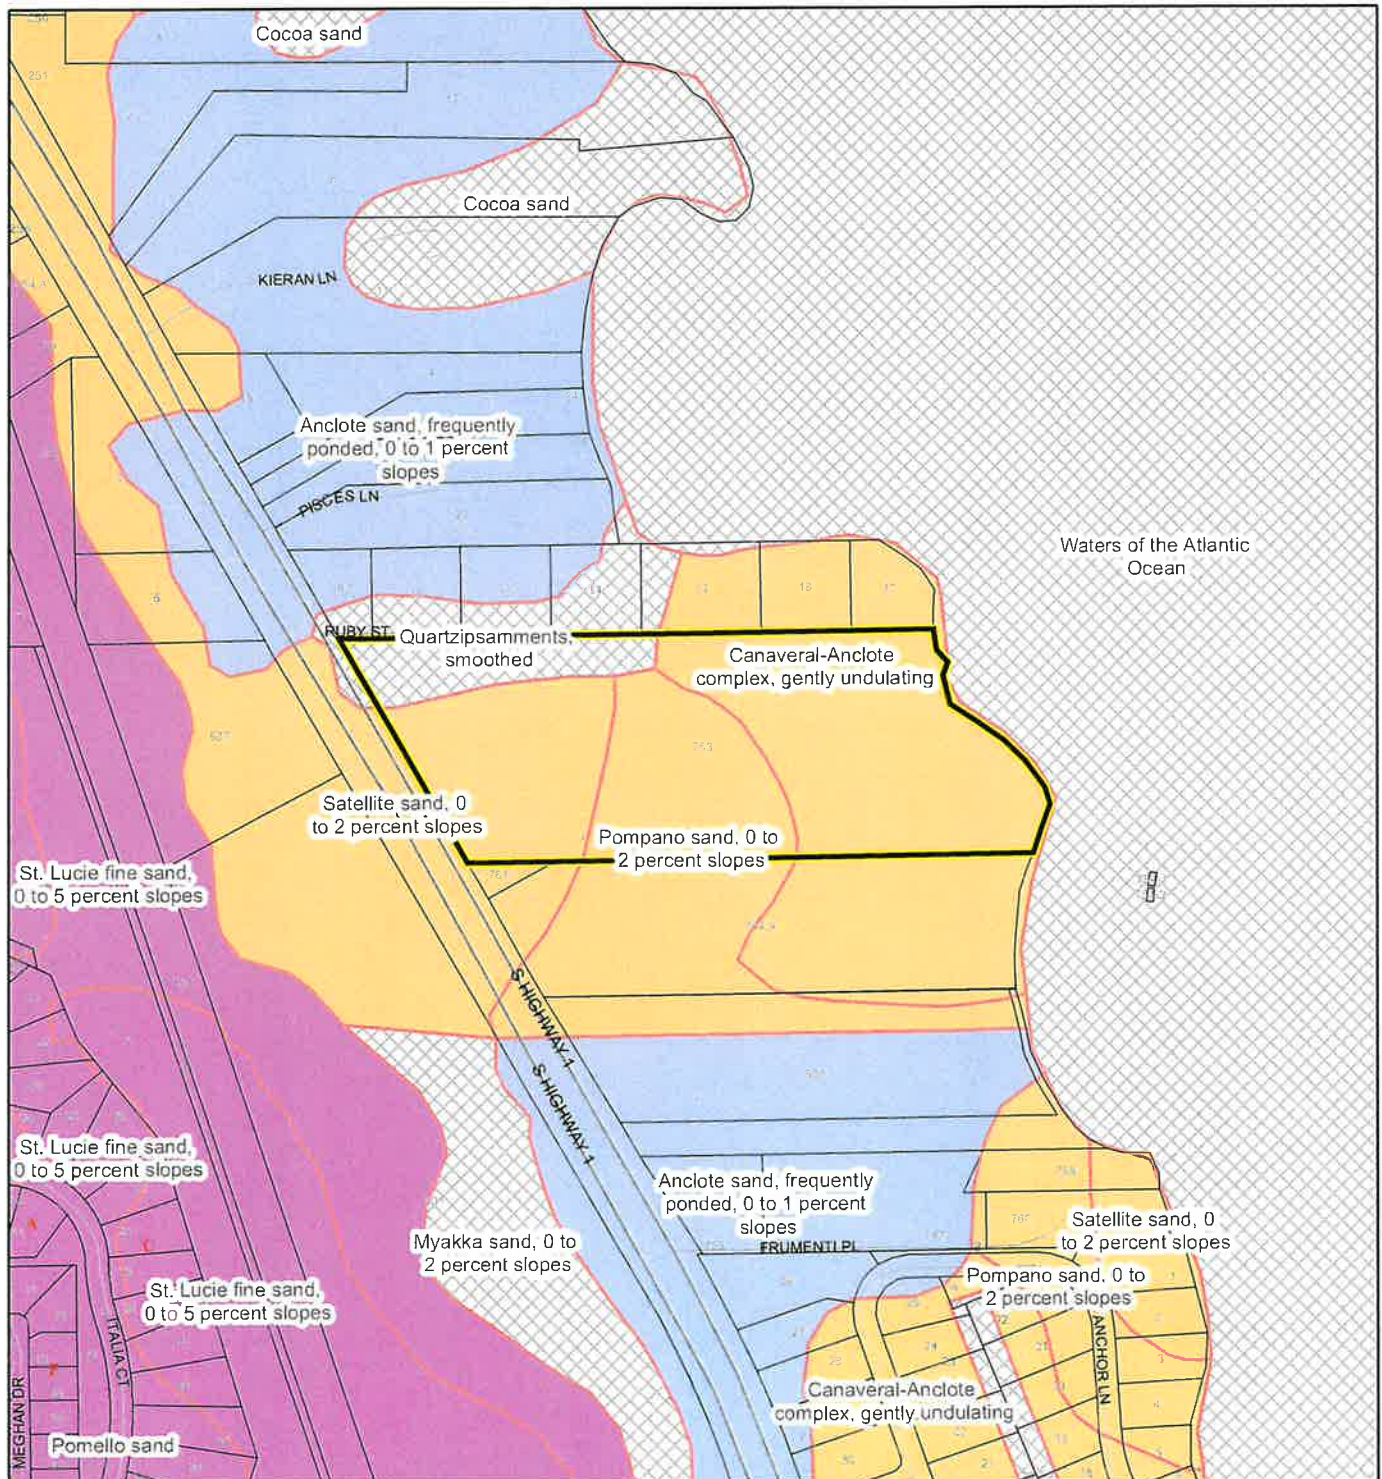 Cocoa sand
251
Cocoa sand
KIERAN LN
Anclote sand, frequently
ponded, 0 to 1 percent
slopes
PISCES LN
Waters of the Atlantic
Ocean
RUBY ST
Quartzipsamments,
smoothed
Canaveral-Anclote
complex, gently undulating
763
Satellite sand, 0
to 2 percent slopes
Pompano sand, 0 to
2 percent slopes
761
St. Lucie fine sand,
0 to 5 percent slopes
S HIGHWAY 1
S HIGHWAY 1
St. Lucie fine sand,
0 to 5 percent slopes
Anclote sand, frequently
ponded, 0 to 1 percent
slopes
Satellite sand, 0
to 2 percent slopes
Myakka sand, 0 to
2 percent slopes
FRUMENTI PL
Pompano sand, 0 to
2 percent slopes
St. Lucie fine sand,
0 to 5 percent slopes
ITALIA CT
ANCHOR LN
MEGHAN DR
Canaveral-Anclote
complex, gently undulating
Pomello sand